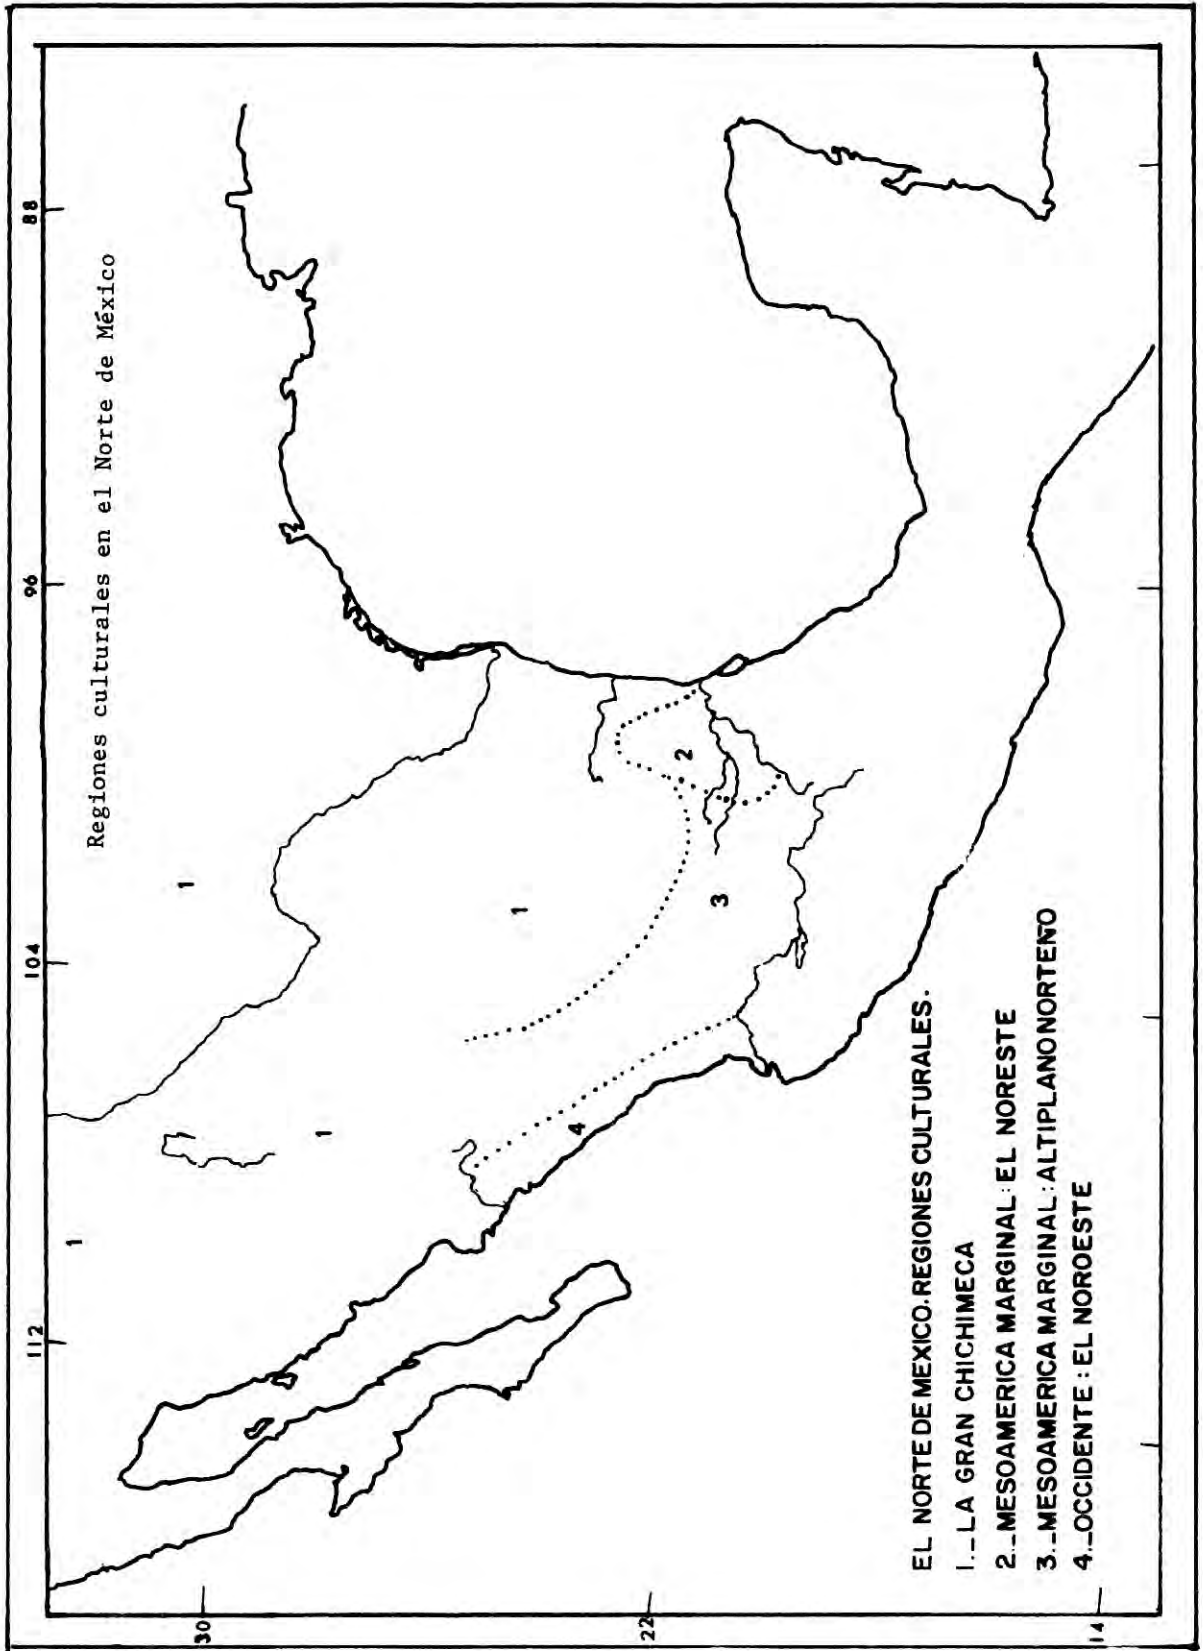 Regiones culturales en el Norte de México
112
104
96
88
30
22
14
1
1
1
1
2
3
4
EL NORTE DE MEXICO.REGIONES CULTURALES.
1._LA GRAN CHICHIMECA
2._MESOAMERICA MARGINAL: EL NORESTE
3._MESOAMERICA MARGINAL: ALTIPLANO NORTEÑO
4._OCCIDENTE : EL NOROESTE